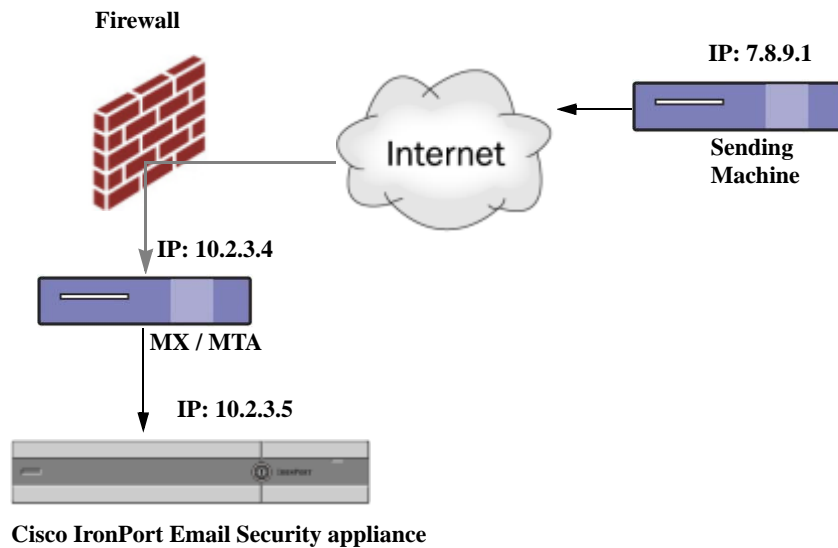 Firewall
IP: 7.8.9.1
Internet
Sending
Machine
IP: 10.2.3.4
MX / MTA
IP: 10.2.3.5
IRONPORT
Cisco IronPort Email Security appliance